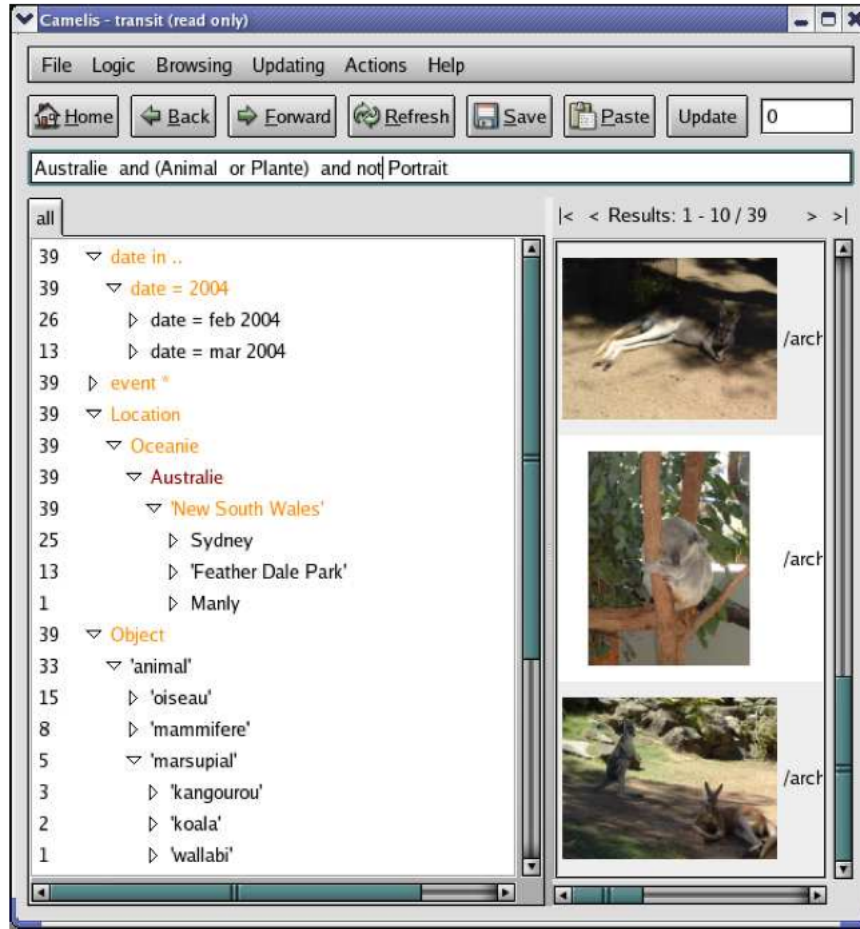 Camelis - transit (read only)
File Logic Browsing Updating Actions Help
Home Back Forward Refresh Save Paste Update 0
Australie and (Animal or Plante) and not Portrait
all
|< < Results: 1 - 10 / 39 > >|
39 date in ..
39 date = 2004
26 date = feb 2004
13 date = mar 2004
39 event *
39 Location
39 Oceanie
39 Australie
39 'New South Wales'
25 Sydney
13 'Feather Dale Park'
1 Manly
39 Object
33 'animal'
15 'oiseau'
8 'mammifere'
5 'marsupial'
3 'kangourou'
2 'koala'
1 'wallabi'
/arch
/arch
/arch